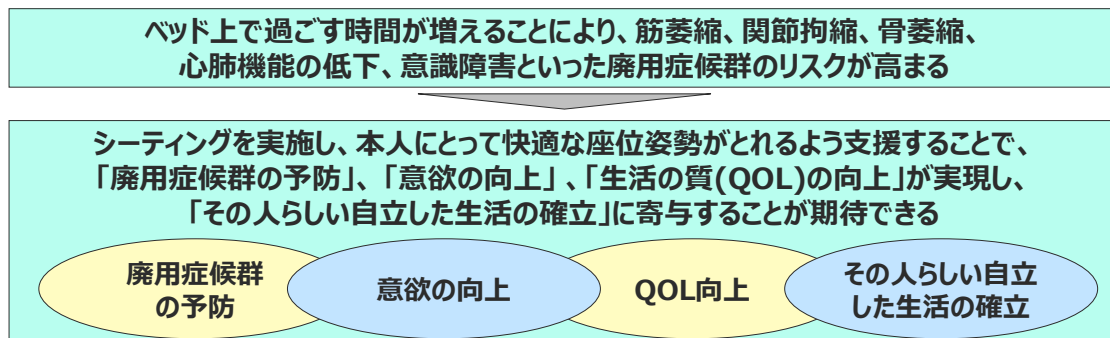 ベッド上で過ごす時間が増えることにより、筋萎縮、関節拘縮、骨萎縮、
心肺機能の低下、意識障害といった廃用症候群のリスクが高まる
シーティングを実施し、本人にとって快適な座位姿勢がとれるよう支援することで、
「廃用症候群の予防」、「意欲の向上」、「生活の質(QOL)の向上」が実現し、
「その人らしい自立した生活の確立」に寄与することが期待できる
廃用症候群
の予防
意欲の向上
QOL向上
その人らしい自立
した生活の確立